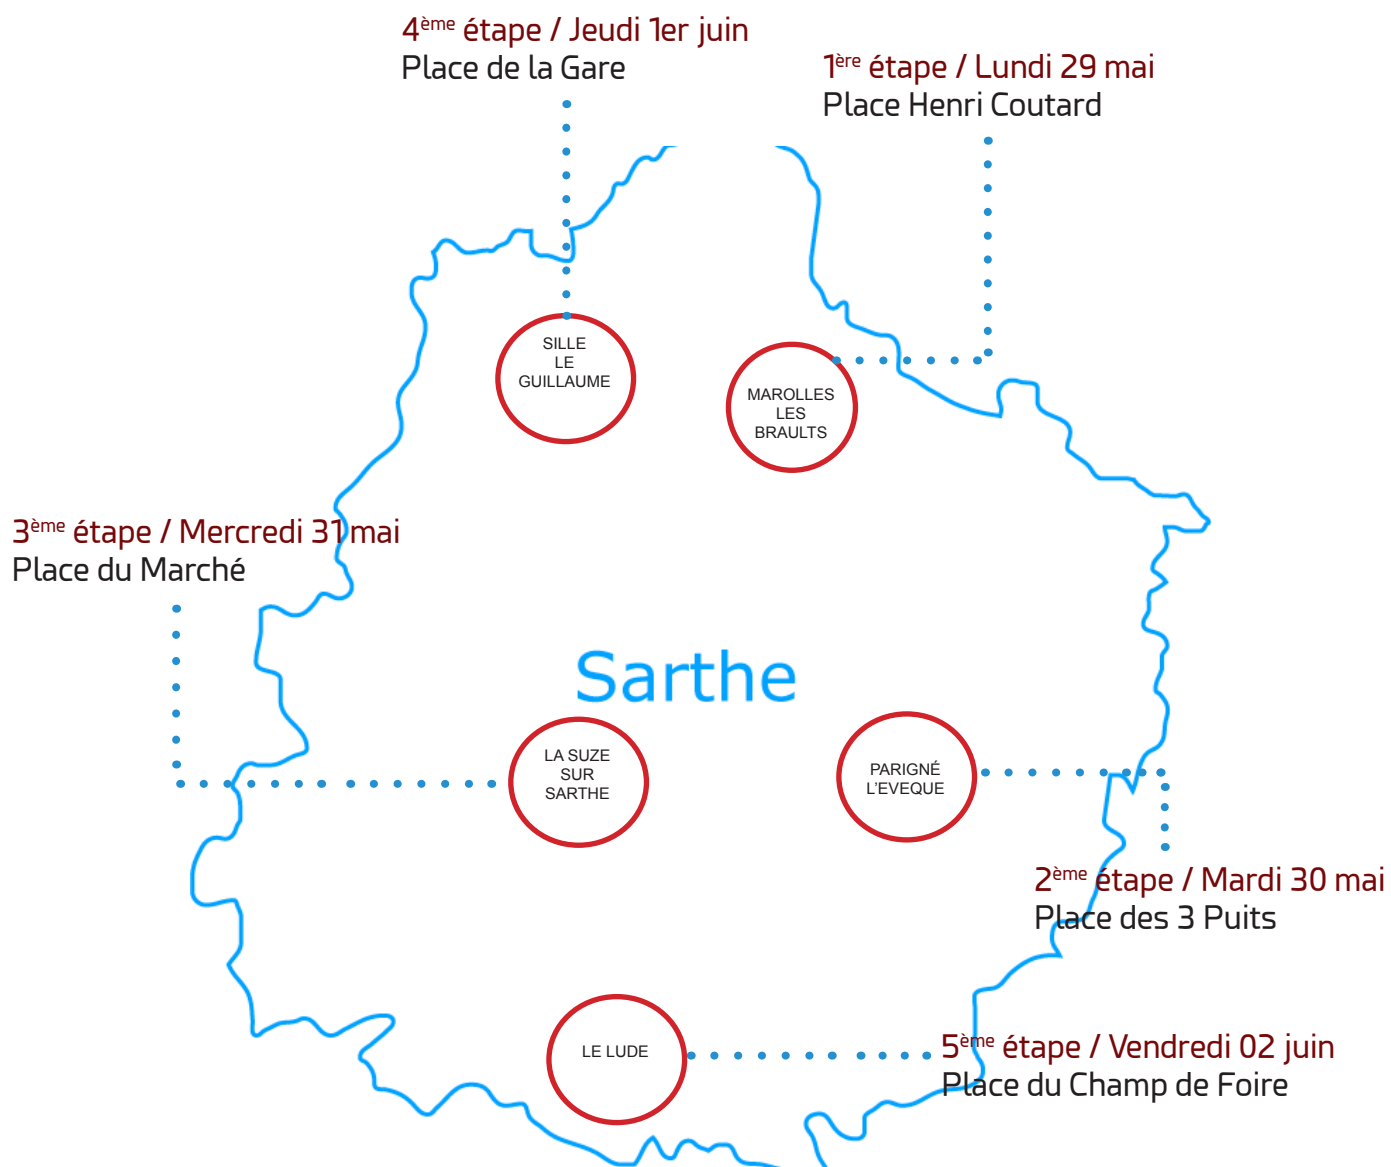 4ème étape / Jeudi 1er juin
Place de la Gare
1ère étape / Lundi 29 mai
Place Henri Coutard
SILLE
LE
GUILLAUME
MAROLLES
LES
BRAULTS
3ème étape / Mercredi 31 mai
Place du Marché
Sarthe
LA SUZE
SUR
SARTHE
PARIGNÉ
L'EVEQUE
2ème étape / Mardi 30 mai
Place des 3 Puits
LE LUDE
5ème étape / Vendredi 02 juin
Place du Champ de Foire